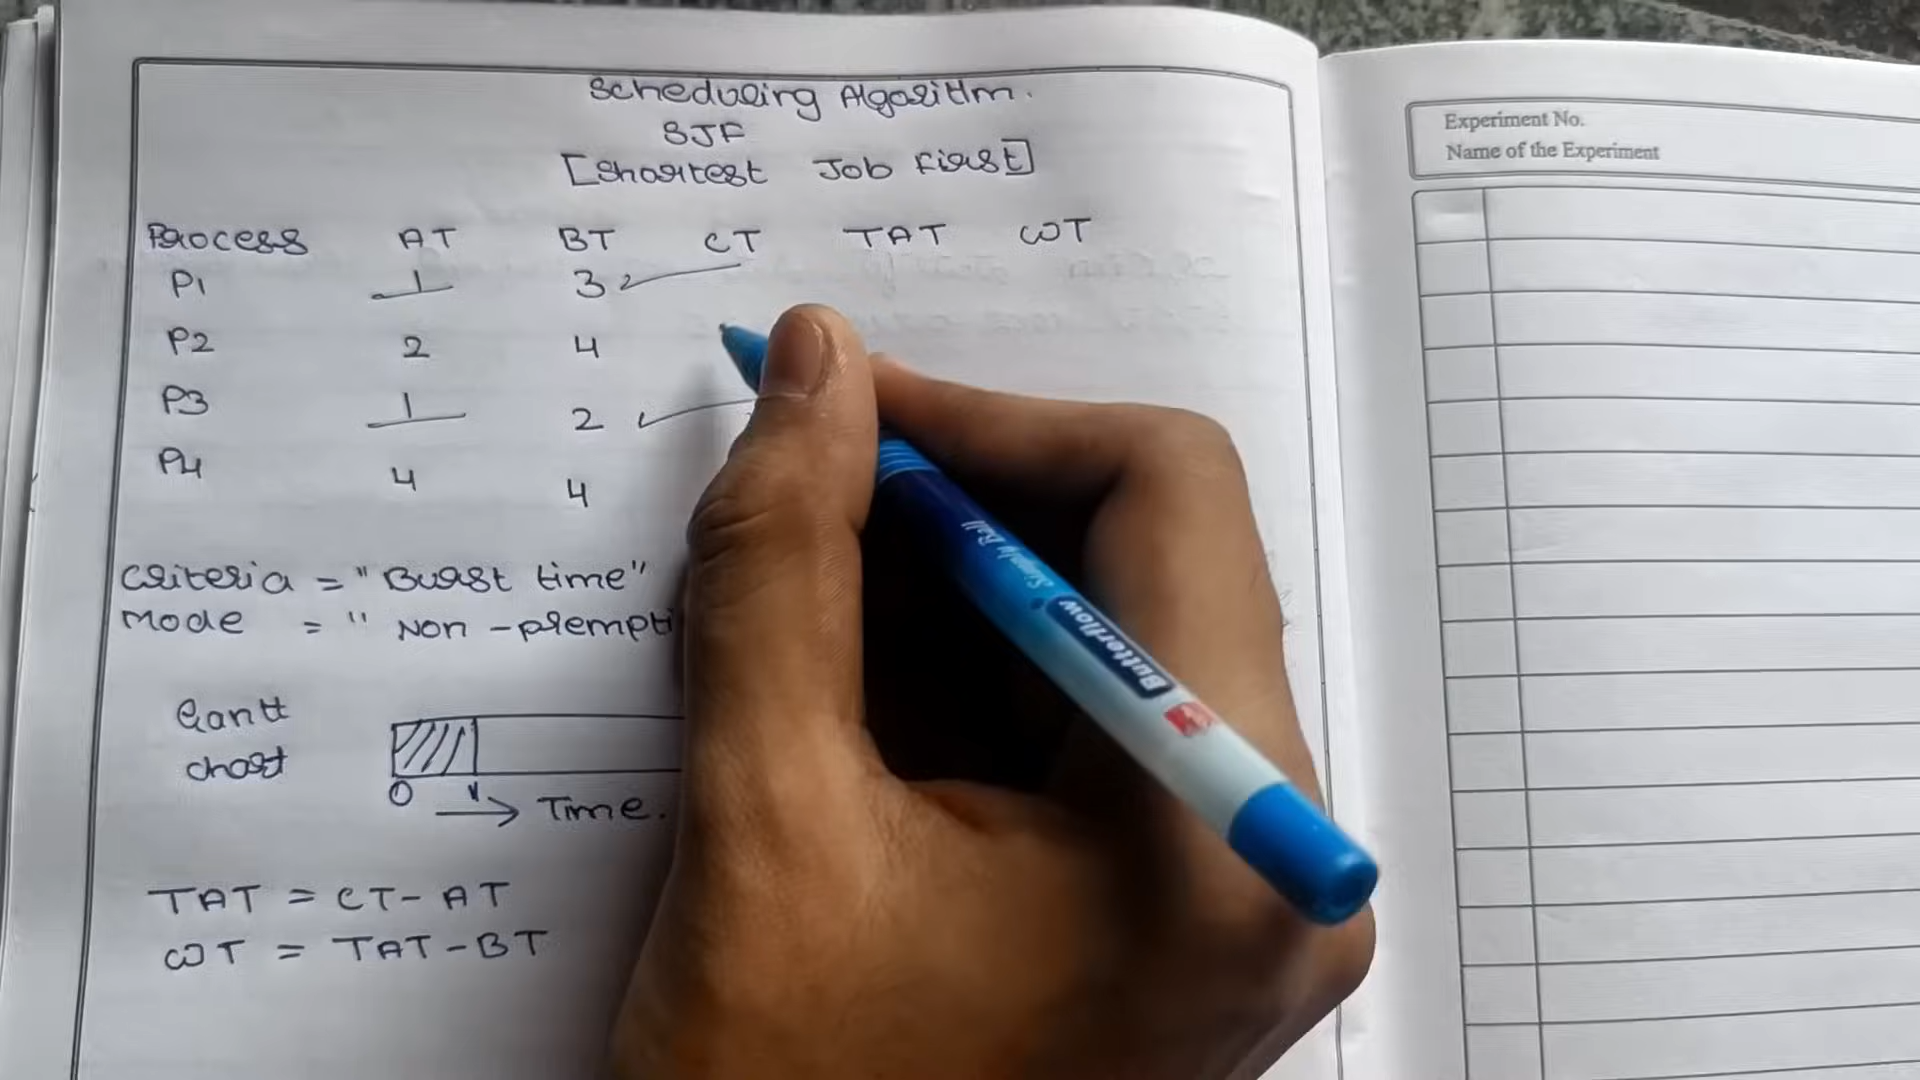 Scheduling Algorithm.
SJF
[Shortest Job First]
Process AT BT CT TAT WT
P1 1 3
P2 2 4
P3 1 2
P4 4 4
Criteria = "Burst time"
Mode = " Non - prempti
Gantt
chart
0 1
Time.
TAT = CT - AT
WT = TAT - BT
Simply Ball
Butterflow
Experiment No.
Name of the Experiment